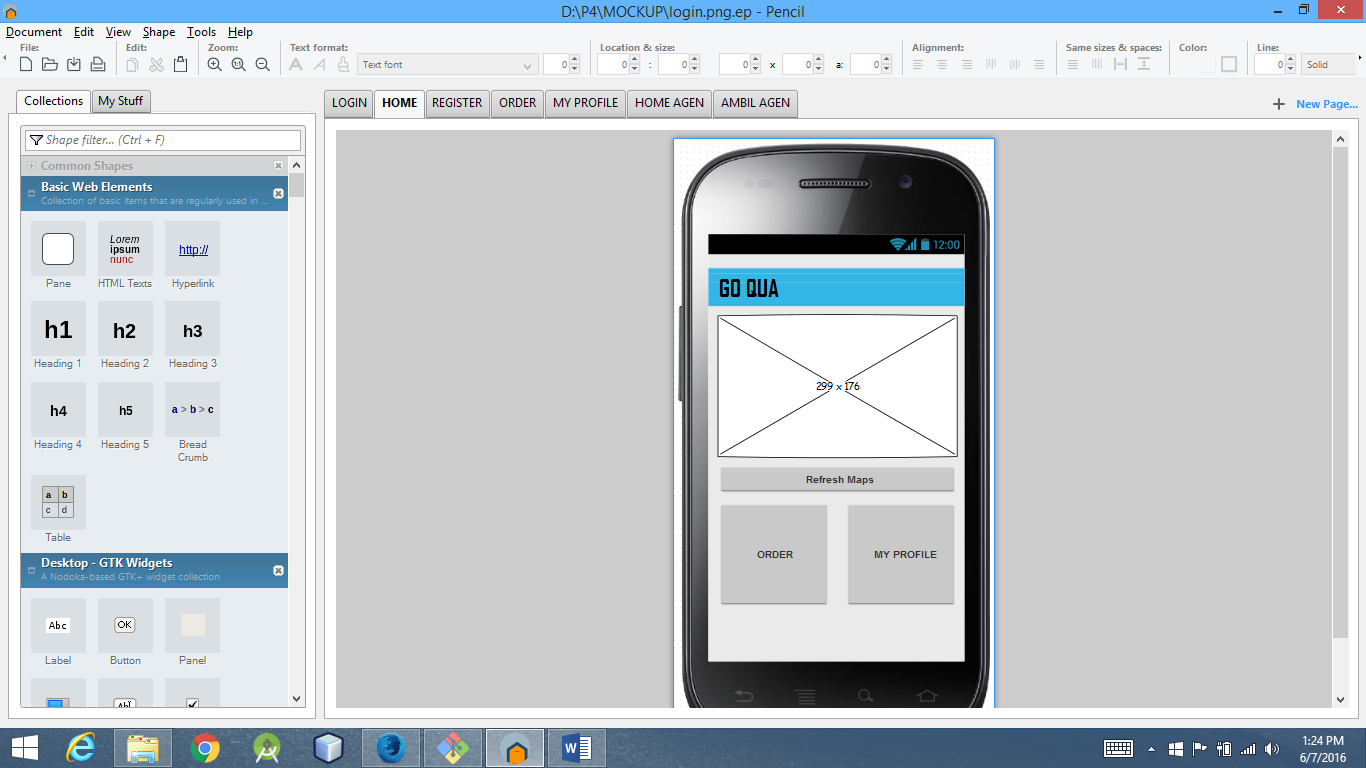 D:\P4\MOCKUP\login.png.ep - Pencil
Document Edit View Shape Tools Help
File: Edit: Zoom: Text format: Location & size: Alignment: Same sizes & spaces: Color: Line:
1:1 A A Text font 0 0 : 0 0 x 0 a: 0 0 Solid
Collections My Stuff
LOGIN HOME REGISTER ORDER MY PROFILE HOME AGEN AMBIL AGEN
New Page...
Shape filter... (Ctrl + F)
Common Shapes
Basic Web Elements
Collection of basic items that are regularly used in ...
Lorem
ipsum
nunc
http://
Pane HTML Texts Hyperlink
h1 h2 h3
Heading 1 Heading 2 Heading 3
h4 h5 a > b > c
Heading 4 Heading 5 Bread
Crumb
a b
c d
Table
Desktop - GTK Widgets
A Nodoka-based GTK+ widget collection
Abc OK
Label Button Panel
AbI
12:00
GO QUA
299 x 176
Refresh Maps
ORDER MY PROFILE
1:24 PM
6/7/2016